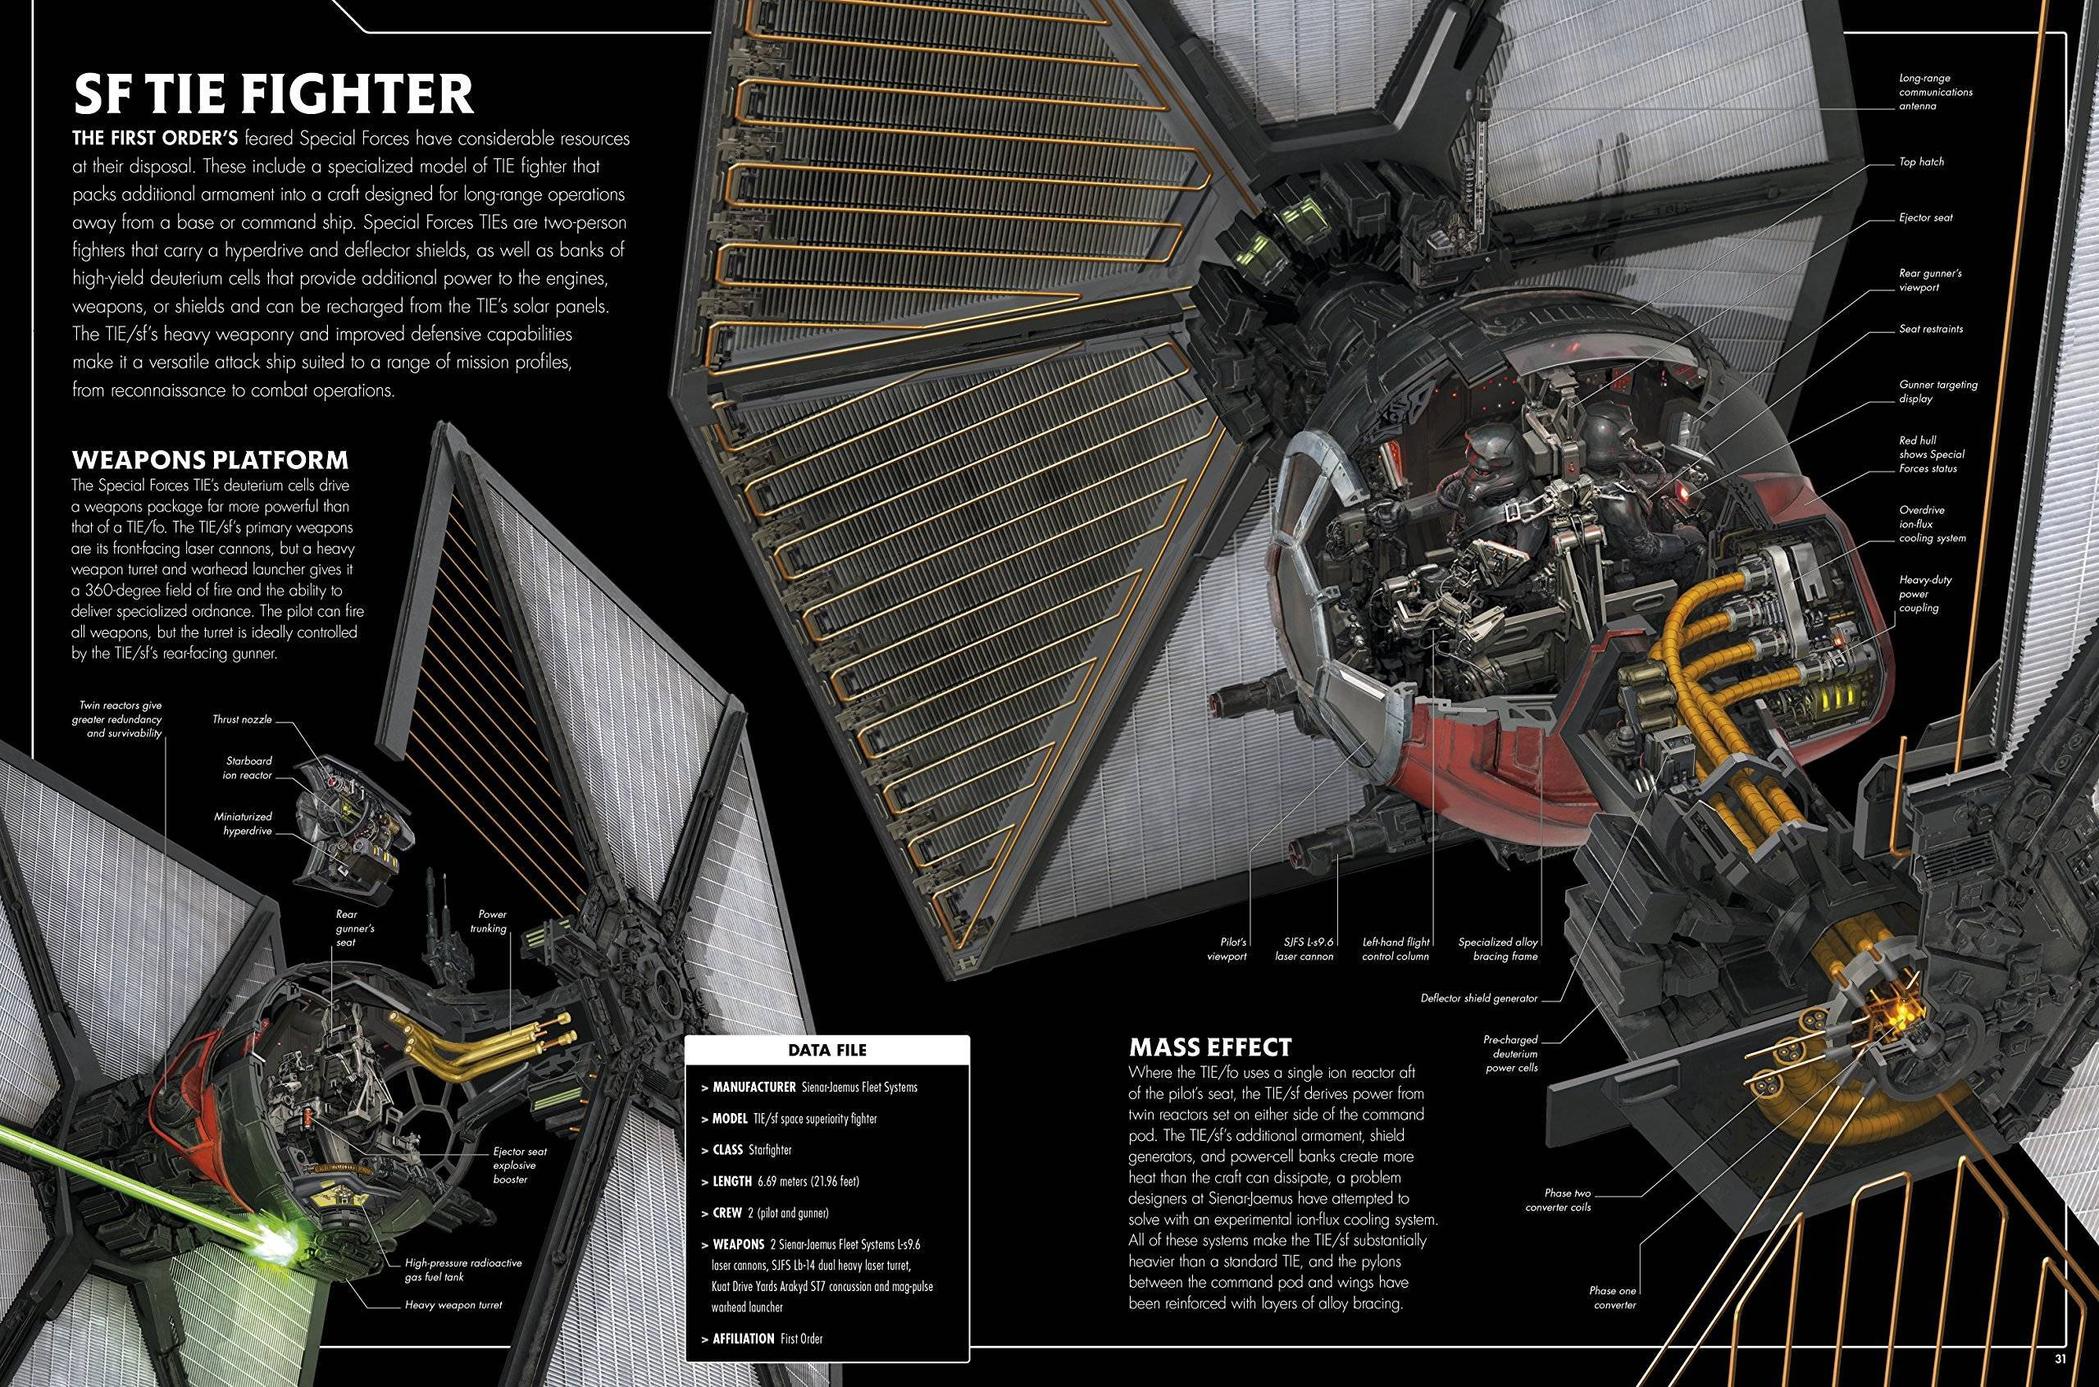 SF TIE FIGHTER
THE FIRST ORDER'S feared Special Forces have considerable resources
at their disposal. These include a specialized model of TIE fighter that
packs additional armament into a craft designed for long-range operations
away from a base or command ship. Special Forces TIEs are two-person
fighters that carry a hyperdrive and deflector shields, as well as banks of
high-yield deuterium cells that provide additional power to the engines,
weapons, or shields and can be recharged from the TIE's solar panels.
The TIE/sf's heavy weaponry and improved defensive capabilities
make it a versatile attack ship suited to a range of mission profiles,
from reconnaissance to combat operations.
WEAPONS PLATFORM
The Special Forces TIE's deuterium cells drive
a weapons package far more powerful than
that of a TIE/fo. The TIE/sf's primary weapons
are its front-facing laser cannons, but a heavy
weapon turret and warhead launcher gives it
a 360-degree field of fire and the ability to
deliver specialized ordnance. The pilot can fire
all weapons, but the turret is ideally controlled
by the TIE/sf's rear-facing gunner.
Twin reactors give
greater redundancy
and survivability
Thrust nozzle
Starboard
ion reactor
Miniaturized
hyperdrive
Rear
gunner's
seat
Power
trunking
Ejector seat
explosive
booster
High-pressure radioactive
gas fuel tank
Heavy weapon turret
DATA FILE
> MANUFACTURER Sienar-Jaemus Fleet Systems
> MODEL TIE/sf space superiority fighter
> CLASS Starfighter
> LENGTH 6.69 meters (21.96 feet)
> CREW 2 (pilot and gunner)
> WEAPONS 2 Sienar-Jaemus Fleet Systems L-s9.6
laser cannons, SJFS Lb-14 dual heavy laser turret,
Kuat Drive Yards Arakyd ST7 concussion and mag-pulse
warhead launcher
> AFFILIATION First Order
Long-range
communications
antenna
Top hatch
Ejector seat
Rear gunner's
viewport
Seat restraints
Gunner targeting
display
Red hull
shows Special
Forces status
Overdrive
ion-flux
cooling system
Heavy-duty
power
coupling
Pilot's
viewport
SJFS L-s9.6
laser cannon
Left-hand flight
control column
Specialized alloy
bracing frame
Deflector shield generator
Pre-charged
deuterium
power cells
Phase two
converter coils
Phase one
converter
MASS EFFECT
Where the TIE/fo uses a single ion reactor aft
of the pilot's seat, the TIE/sf derives power from
twin reactors set on either side of the command
pod. The TIE/sf's additional armament, shield
generators, and power-cell banks create more
heat than the craft can dissipate, a problem
designers at Sienar-Jaemus have attempted to
solve with an experimental ion-flux cooling system.
All of these systems make the TIE/sf substantially
heavier than a standard TIE, and the pylons
between the command pod and wings have
been reinforced with layers of alloy bracing.
31